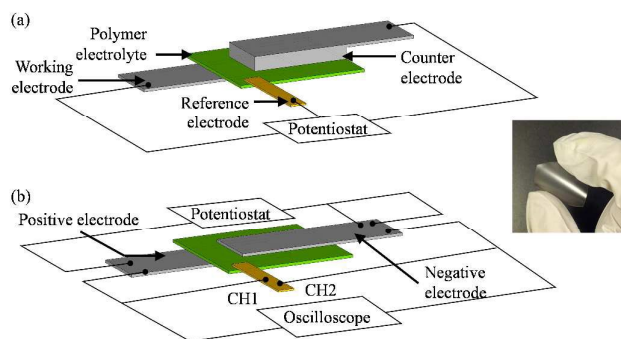 (a)
Polymer
electrolyte
Working
electrode
Counter
electrode
Reference
electrode
Potentiostat
(b)
Potentiostat
Positive electrode
Negative
electrode
CH1
CH2
Oscilloscope